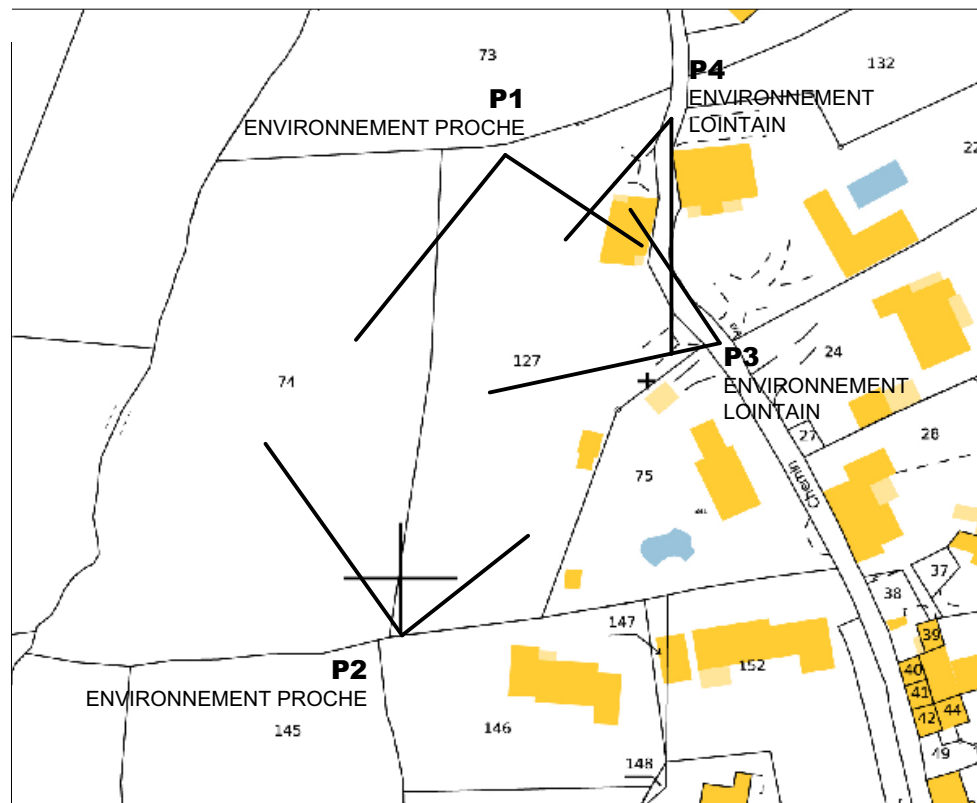 73
P4
132
P1
ENVIRONNEMENT
LOINTAIN
ENVIRONNEMENT PROCHE
22
127
P3
24
74
ENVIRONNEMENT
LOINTAIN
27
28
75
Chemin
37
38
147
39
P2
152
40
ENVIRONNEMENT PROCHE
41
42
44
145
146
49
148